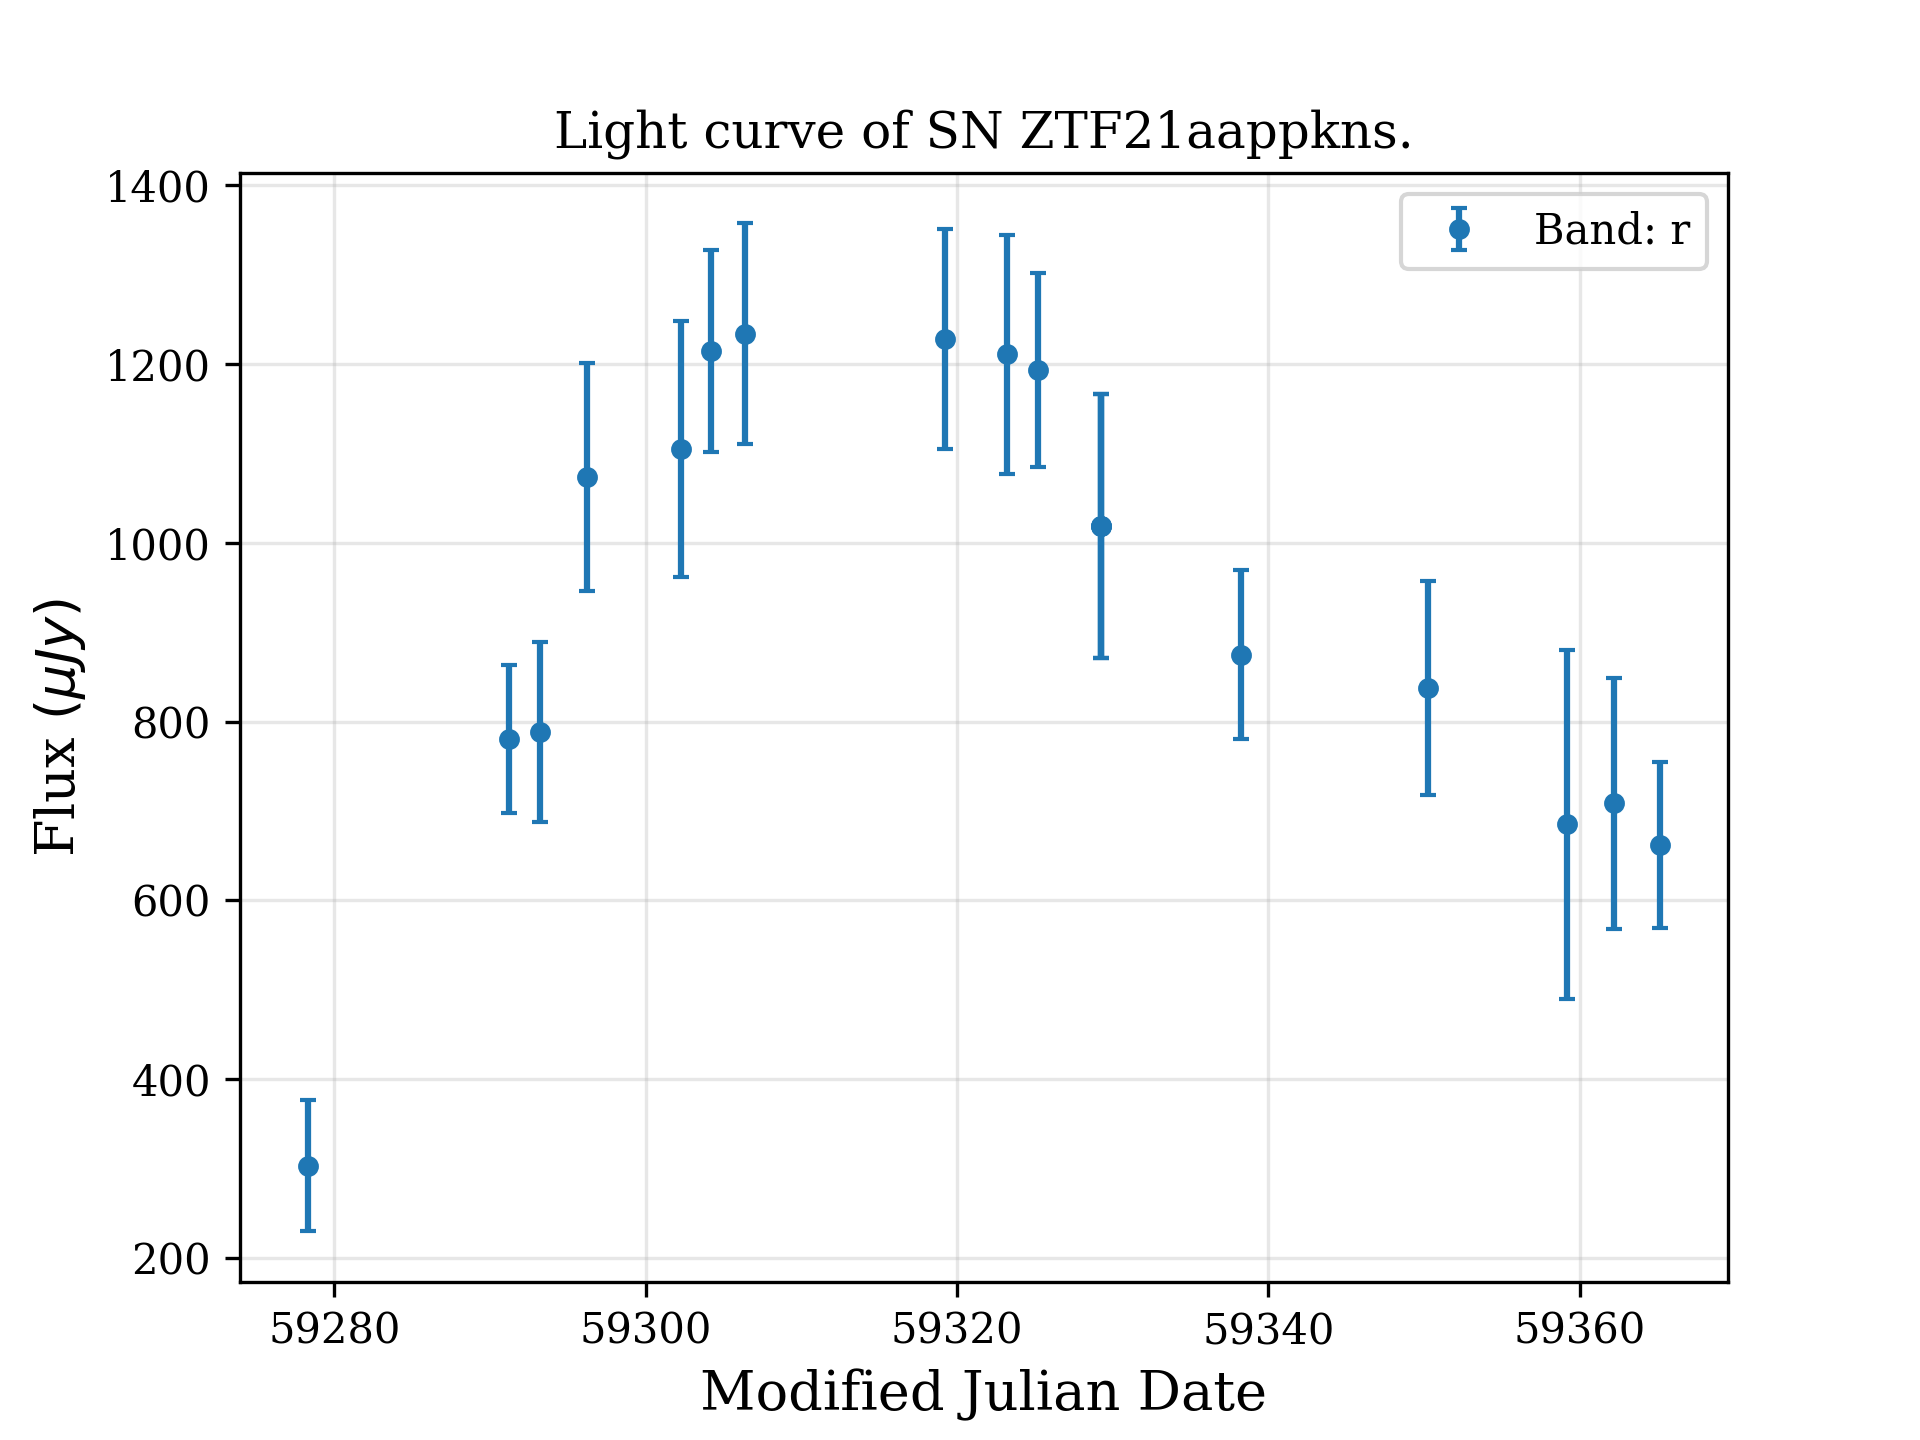 Light curve of SN ZTF21aappkns.
Band: r
1400
1200
1000
800
600
400
200
Flux (μJy)
59280 59300 59320 59340 59360
Modified Julian Date